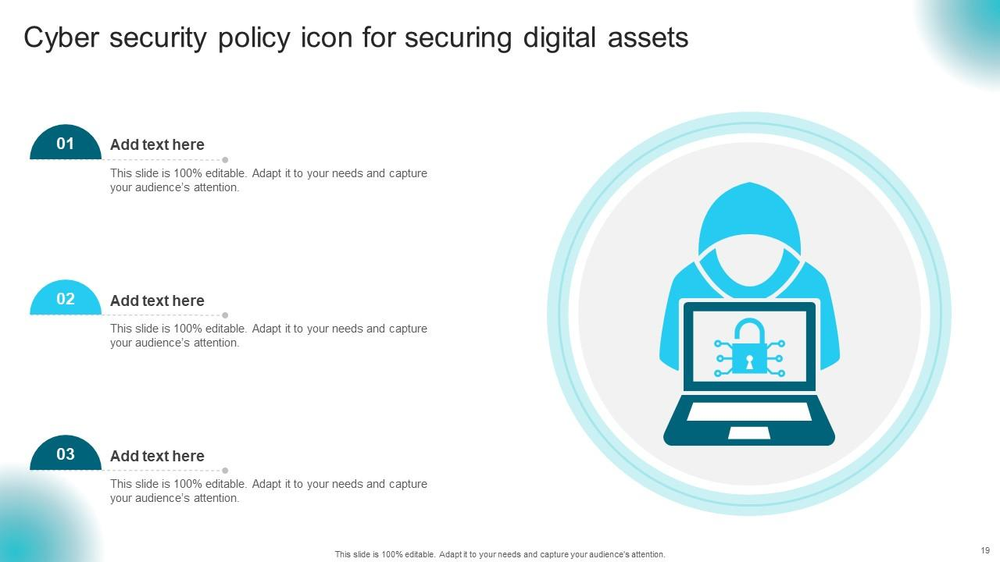 Cyber security policy icon for securing digital assets
01
Add text here
This slide is 100% editable. Adapt it to your needs and capture
your audience’s attention.
02
Add text here
This slide is 100% editable. Adapt it to your needs and capture
your audience’s attention.
03
Add text here
This slide is 100% editable. Adapt it to your needs and capture
your audience’s attention.
This slide is 100% editable. Adapt it to your needs and capture your audience's attention.
19